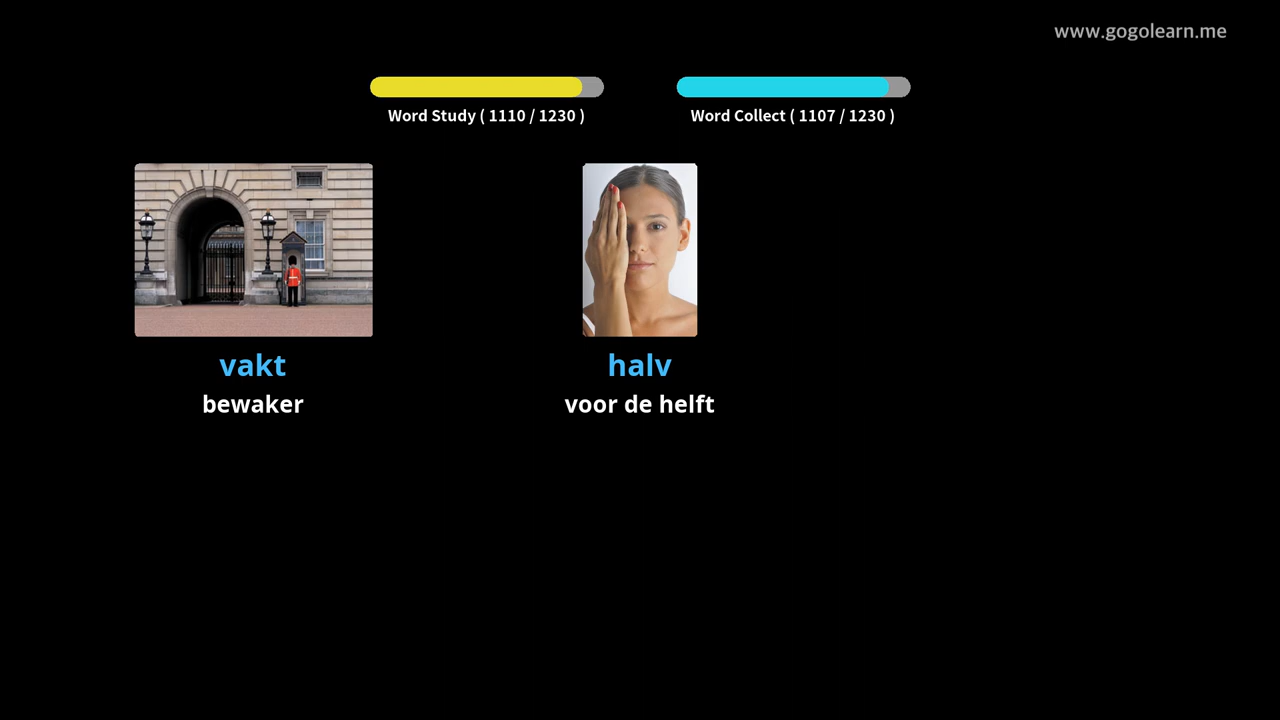 www.gogolearn.me
Word Study ( 1110 / 1230 )
Word Collect ( 1107 / 1230 )
vakt
halv
bewaker
voor de helft